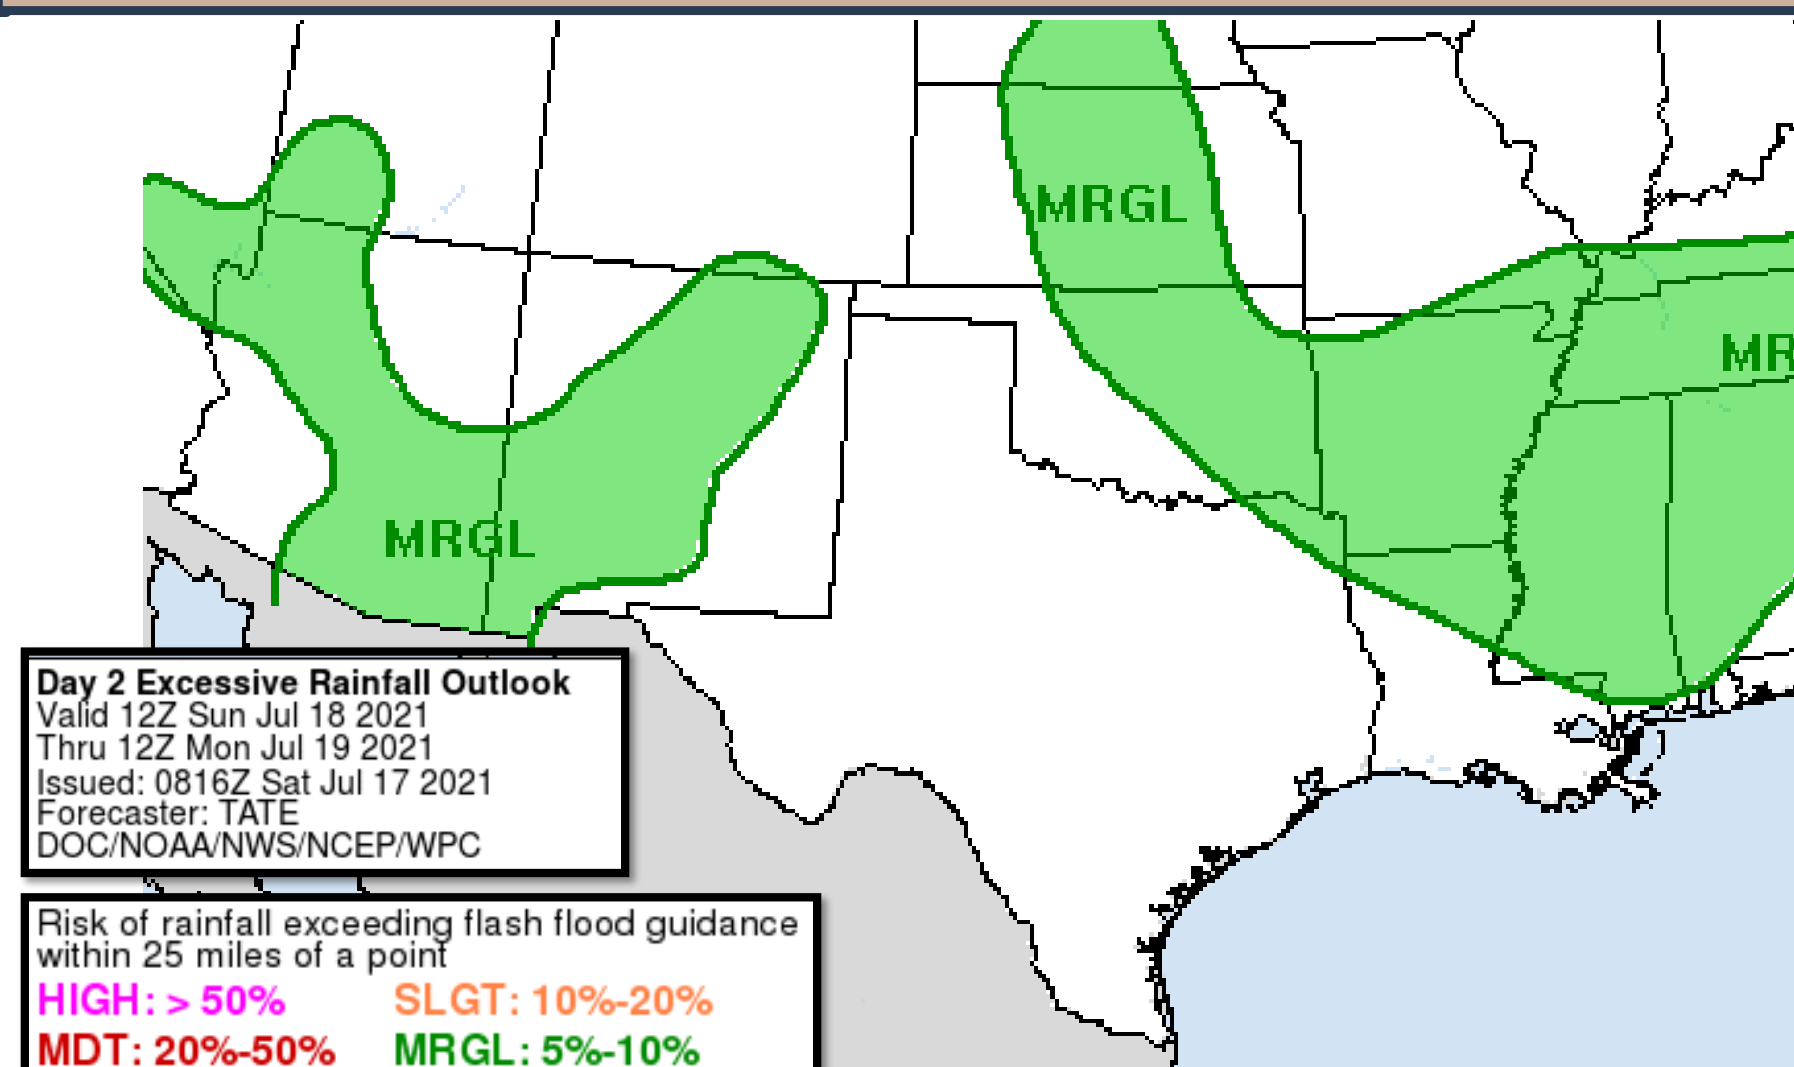 MRGL
MRGL
MR
MRGL
Day 2 Excessive Rainfall Outlook
Valid 12Z Sun Jul 18 2021
Thru 12Z Mon Jul 19 2021
Issued: 0816Z Sat Jul 17 2021
Forecaster: TATE
DOC/NOAA/NWS/NCEP/WPC
Risk of rainfall exceeding flash flood guidance
within 25 miles of a point
HIGH: > 50% SLGT: 10%-20%
MDT: 20%-50% MRGL: 5%-10%